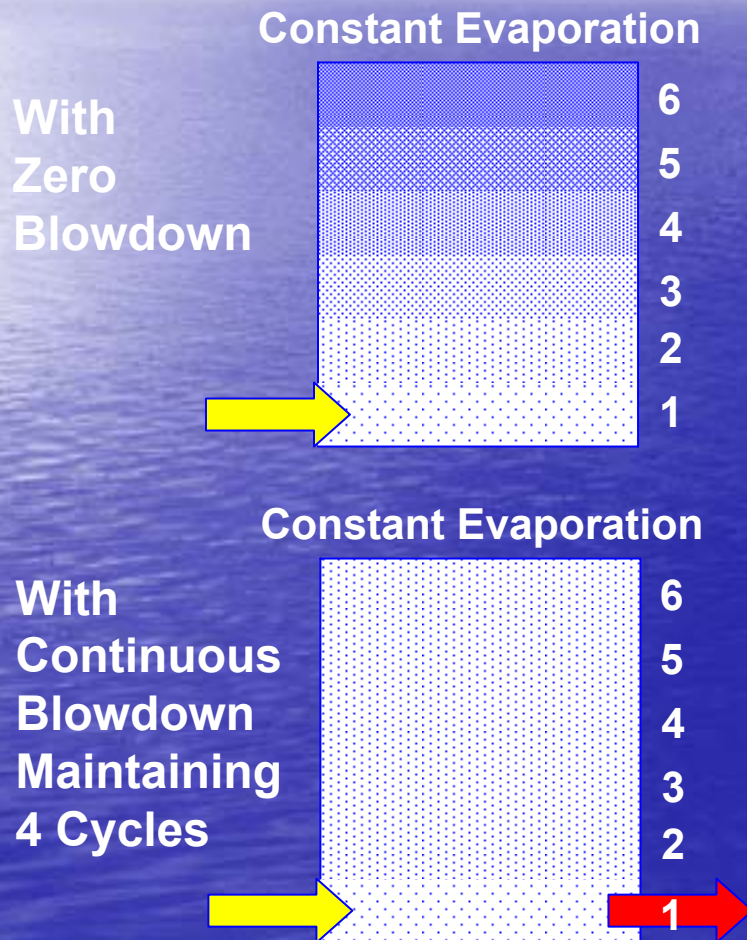 Constant Evaporation
With
Zero
Blowdown
6
5
4
3
2
1
Constant Evaporation
With
Continuous
Blowdown
Maintaining
4 Cycles
6
5
4
3
2
1